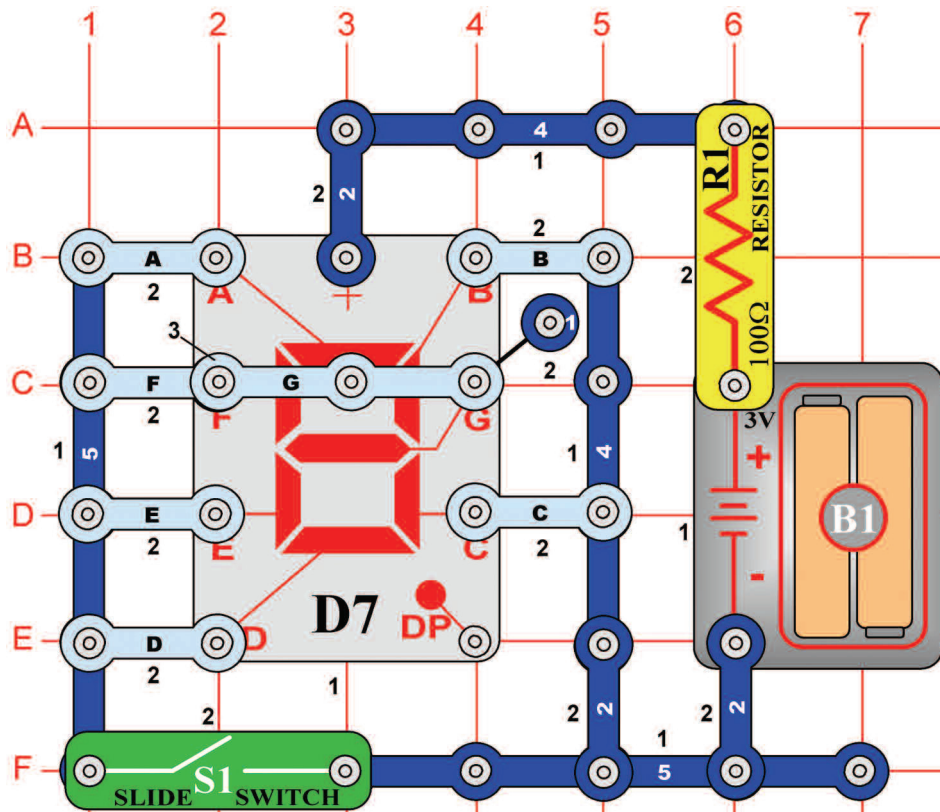 1 2 3 4 5 6 7
A
4
1
2 2
R1
RESISTOR
100Ω
2
B
A
2
2
B
A + B
1
2
3
C
F G
2
F G
3V
+
1 5
1 4
D
E
2
C
2
E C
B1
1
-
D7
DP
E
D
2
D
1
2
2 2
2 2
1
5
F
S1
SLIDE SWITCH